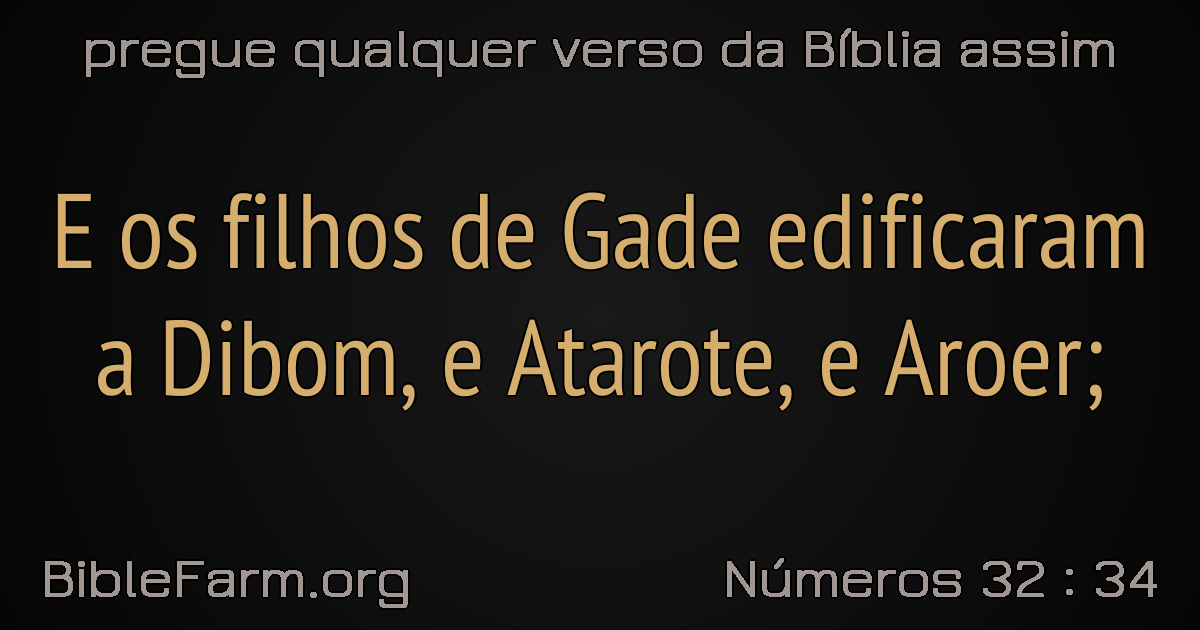 pregue qualquer verso da Bíblia assim
E os filhos de Gade edificaram
a Dibom, e Atarote, e Aroer;
BibleFarm.org
Números 32 : 34